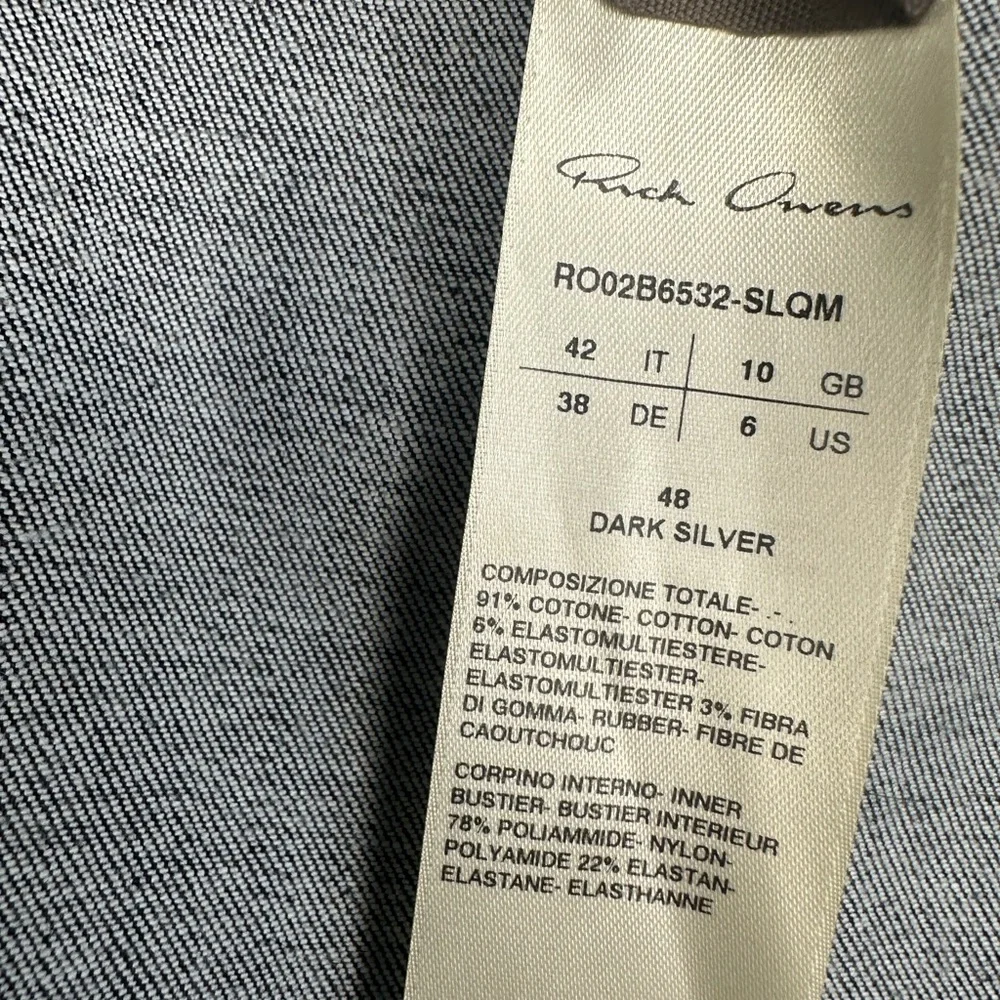 Rick Owens
RO02B6532-SLQM
42 IT 10 GB
38 DE 6 US
48
DARK SILVER
COMPOSIZIONE TOTALE- - -
91% COTONE- COTTON- COTON
6% ELASTOMULTIESTERE-
ELASTOMULTIESTER-
ELASTOMULTIESTER 3% FIBRA
DI GOMMA- RUBBER- FIBRE DE
CAOUTCHOUC
CORPINO INTERNO- INNER
BUSTIER- BUSTIER INTERIEUR
78% POLIAMMIDE- NYLON-
POLYAMIDE 22% ELASTAN-
ELASTANE- ELASTHANNE